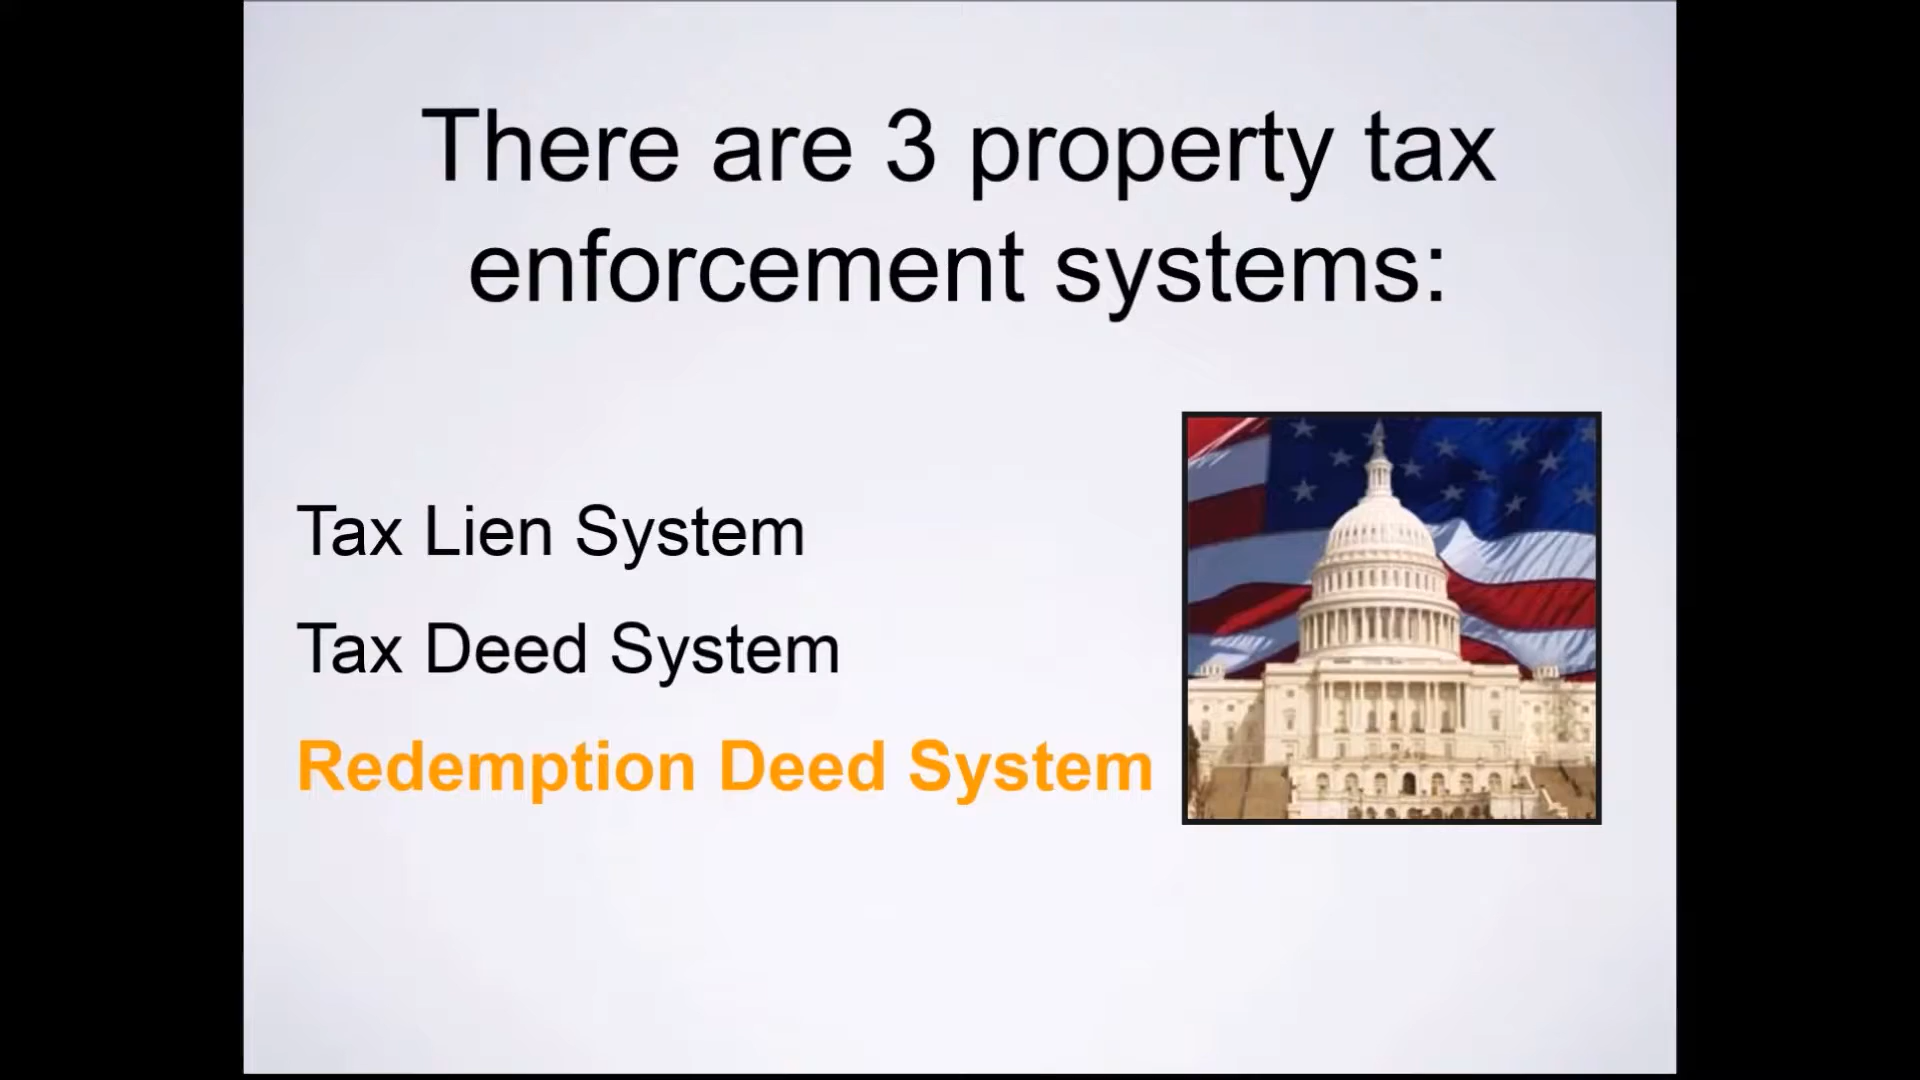 There are 3 property tax
enforcement systems:
Tax Lien System
Tax Deed System
Redemption Deed System